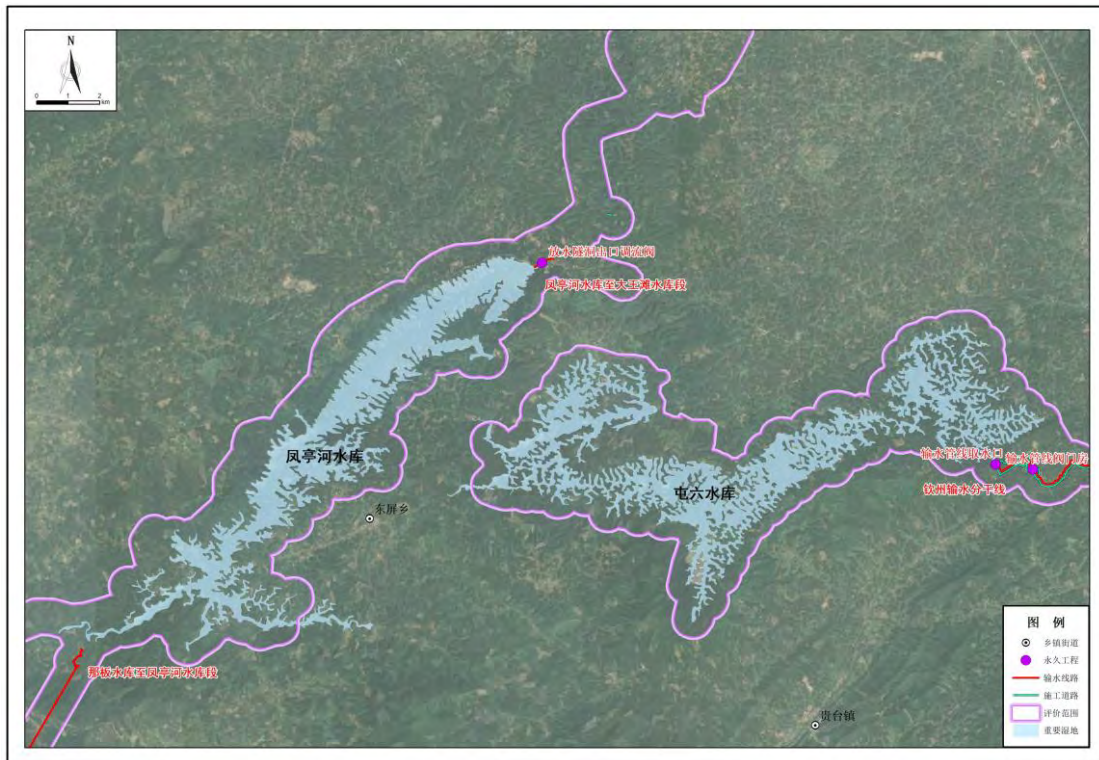 N
0 1 2
km
放水隧洞出口调流阀
凤亭河水库至大王滩水库段
凤亭河水库
东屏乡
屯六水库
输水管线取水口
输水管线阀门房
钦州输水分干线
那板水库至凤亭河水库段
贵台镇
图 例
乡镇街道
永久工程
输水线路
施工道路
评价范围
重要湿地